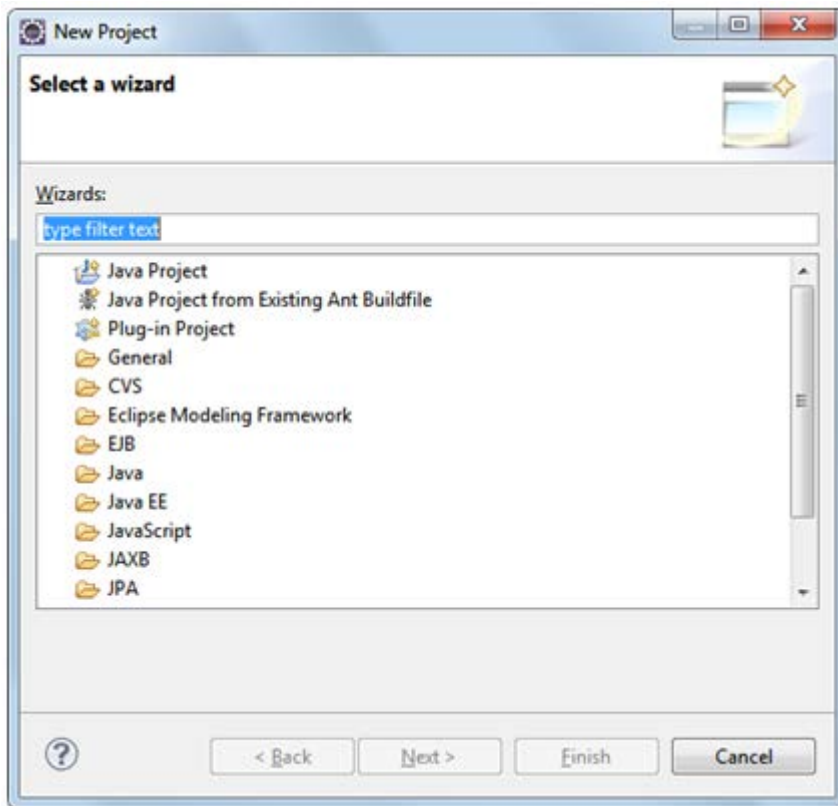 New Project
Select a wizard
Wizards:
type filter text
Java Project
Java Project from Existing Ant Buildfile
Plug-in Project
General
CVS
Eclipse Modeling Framework
EJB
Java
Java EE
JavaScript
JAXB
JPA
?
< Back
Next >
Finish
Cancel